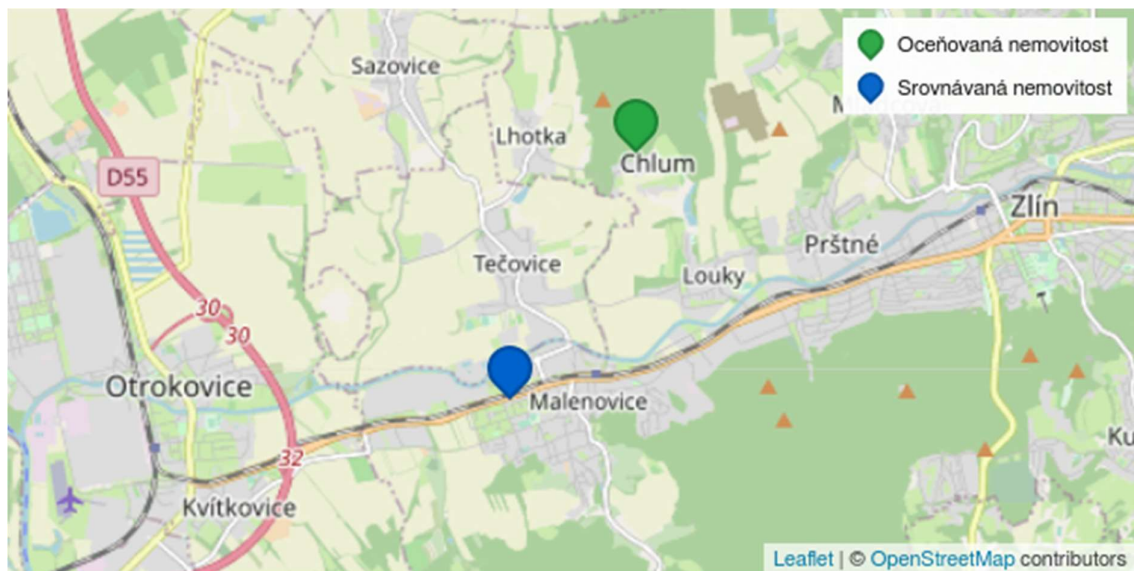 Oceňovaná nemovitost
Srovnávaná nemovitost
Sazovice
Lhotka
Chlum
D55
Zlín
Prštné
Tečovice
Louky
30
30
Otrokovice
Malenovice
32
Kvítkovice
Leaflet | © OpenStreetMap contributors